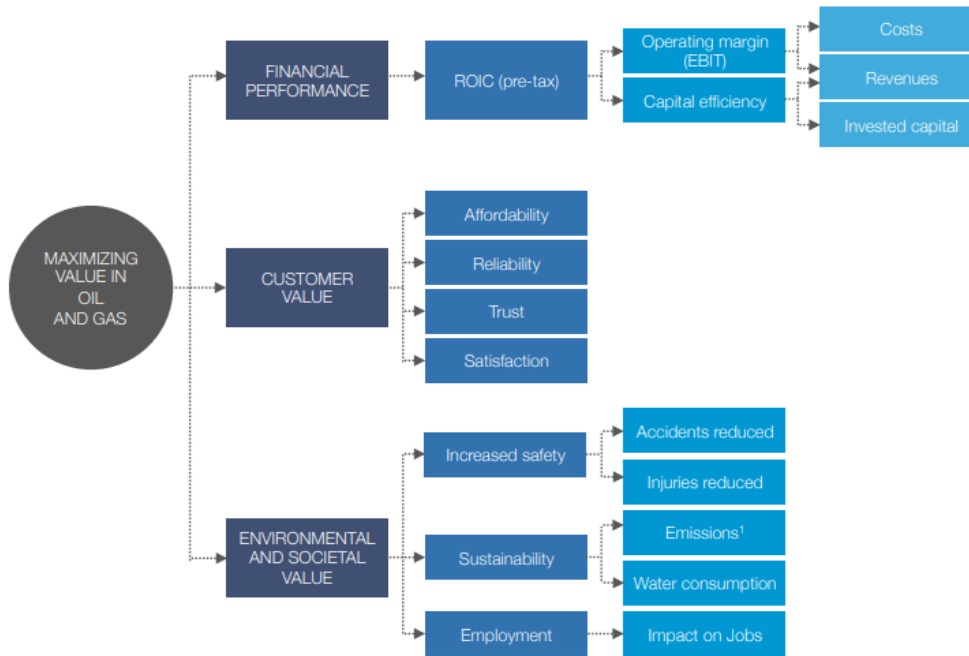 FINANCIAL
PERFORMANCE
ROIC (pre-tax)
Operating margin
(EBIT)
Capital efficiency
Costs
Revenues
Invested capital
MAXIMIZING
VALUE IN
OIL
AND GAS
CUSTOMER
VALUE
Affordability
Reliability
Trust
Satisfaction
ENVIRONMENTAL
AND SOCIETAL
VALUE
Increased safety
Accidents reduced
Injuries reduced
Sustainability
Emissions¹
Water consumption
Employment
Impact on Jobs